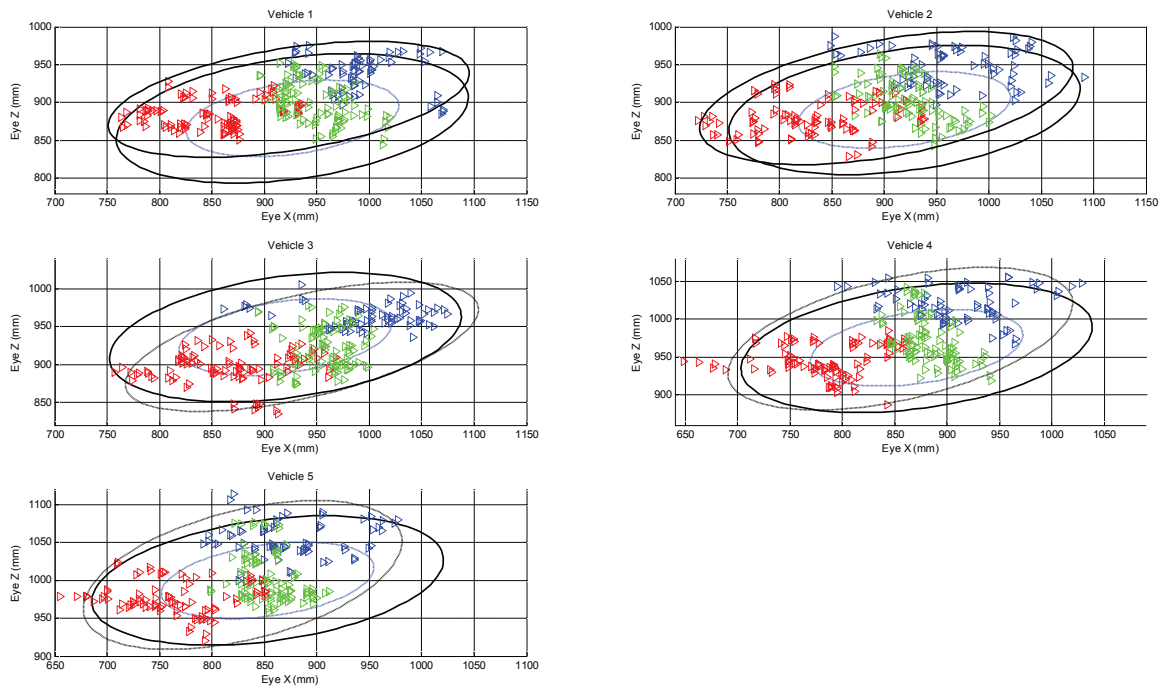 Vehicle 1
1000
950
900
850
800
Eye Z (mm)
700 750 800 850 900 950 1000 1050 1100 1150
Eye X (mm)
Vehicle 2
1000
950
900
850
800
Eye Z (mm)
700 750 800 850 900 950 1000 1050 1100 1150
Eye X (mm)
Vehicle 3
1000
950
900
850
Eye Z (mm)
700 750 800 850 900 950 1000 1050 1100 1150
Eye X (mm)
Vehicle 4
1050
1000
950
900
Eye Z (mm)
650 700 750 800 850 900 950 1000 1050
Eye X (mm)
Vehicle 5
1100
1050
1000
950
900
Eye Z (mm)
650 700 750 800 850 900 950 1000 1050 1100
Eye X (mm)